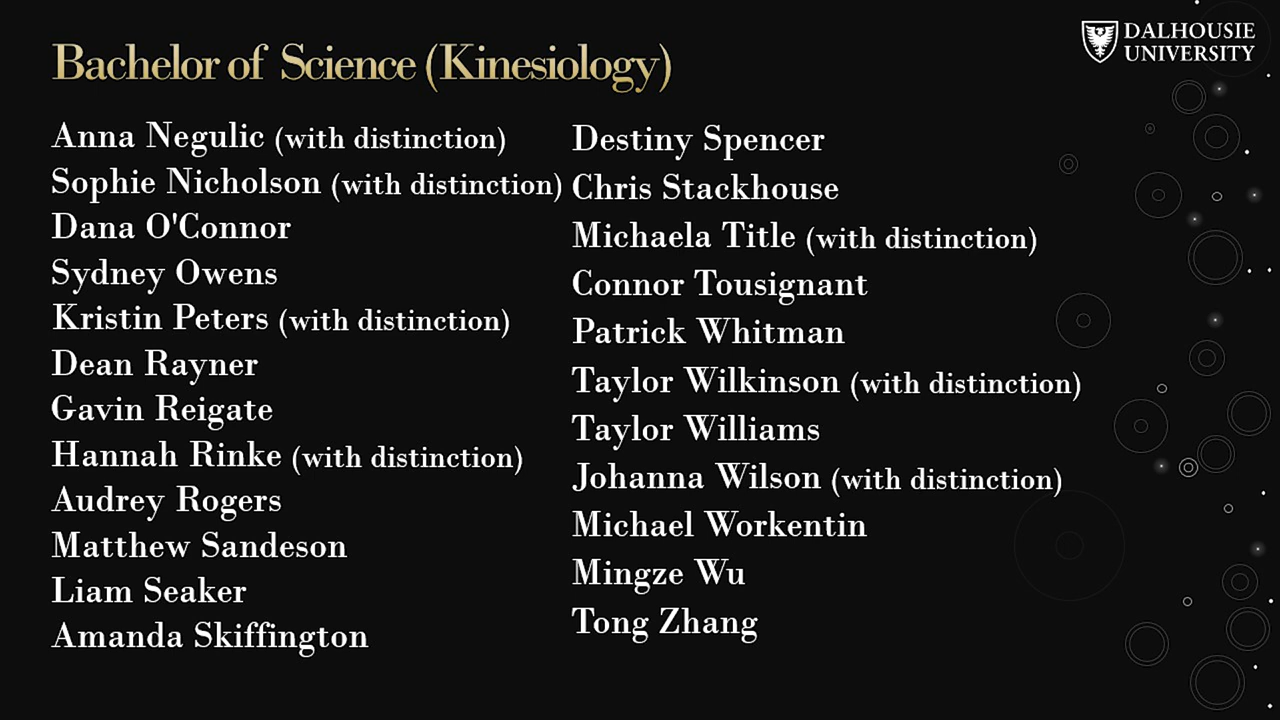 Bachelor of Science (Kinesiology)
DALHOUSIE
UNIVERSITY
Anna Negulic (with distinction)
Sophie Nicholson (with distinction)
Dana O'Connor
Sydney Owens
Kristin Peters (with distinction)
Dean Rayner
Gavin Reigate
Hannah Rinke (with distinction)
Audrey Rogers
Matthew Sandeson
Liam Seaker
Amanda Skiffington
Destiny Spencer
Chris Stackhouse
Michaela Title (with distinction)
Connor Tousignant
Patrick Whitman
Taylor Wilkinson (with distinction)
Taylor Williams
Johanna Wilson (with distinction)
Michael Workentin
Mingze Wu
Tong Zhang